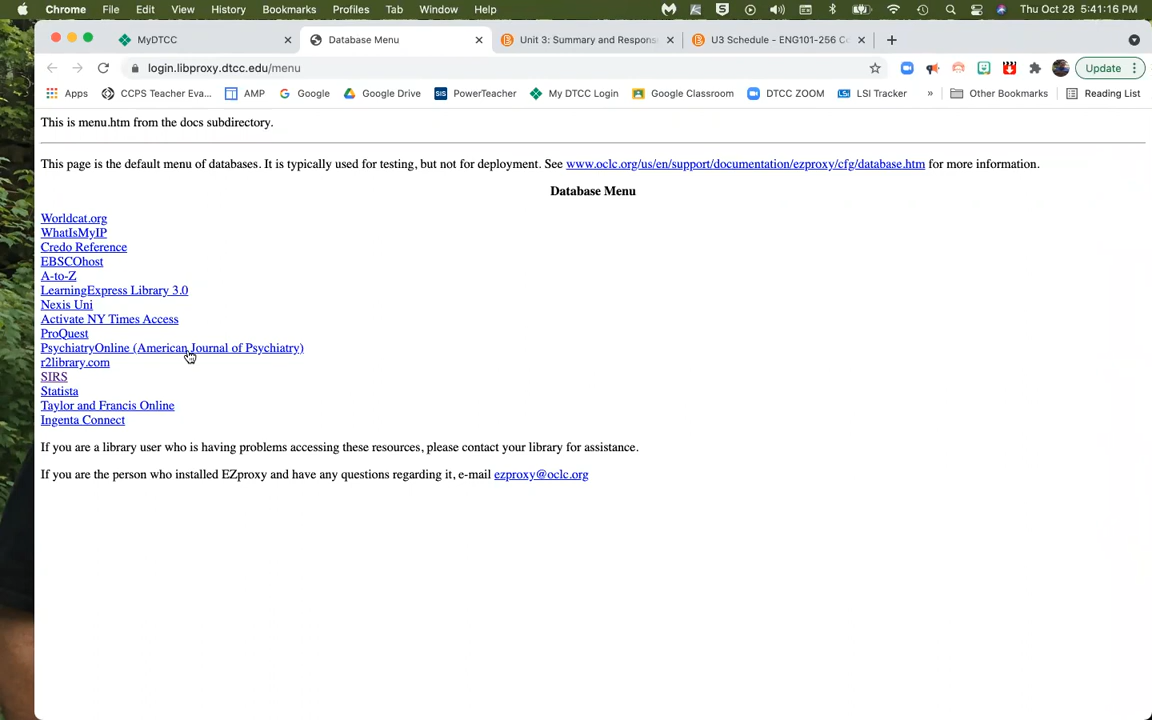 Chrome File Edit View History Bookmarks Profiles Tab Window Help Thu Oct 28 5:41:16 PM
MyDTCC Database Menu Unit 3: Summary and Respons U3 Schedule - ENG101-256 Co
login.libproxy.dtcc.edu/menu Update
Apps CCPS Teacher Eva... AMP Google Google Drive SIS PowerTeacher My DTCC Login Google Classroom DTCC ZOOM LSI LSI Tracker » Other Bookmarks Reading List
This is menu.htm from the docs subdirectory.
This page is the default menu of databases. It is typically used for testing, but not for deployment. See www.oclc.org/us/en/support/documentation/ezproxy/cfg/database.htm for more information.
Database Menu
Worldcat.org
WhatIsMyIP
Credo Reference
EBSCOhost
A-to-Z
LearningExpress Library 3.0
Nexis Uni
Activate NY Times Access
ProQuest
PsychiatryOnline (American Journal of Psychiatry)
r2library.com
SIRS
Statista
Taylor and Francis Online
Ingenta Connect
If you are a library user who is having problems accessing these resources, please contact your library for assistance.
If you are the person who installed EZproxy and have any questions regarding it, e-mail ezproxy@oclc.org